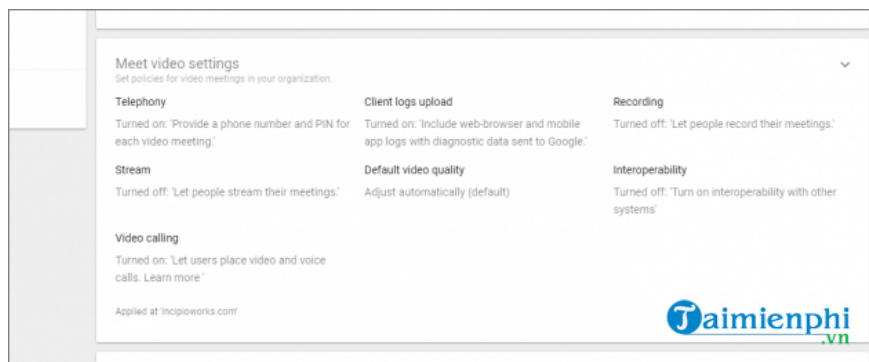 Meet video settings
Set policies for video meetings in your organization.
Telephony
Turned on: 'Provide a phone number and PIN for
each video meeting.'
Client logs upload
Turned on: 'Include web-browser and mobile
app logs with diagnostic data sent to Google.'
Recording
Turned off: 'Let people record their meetings.'
Stream
Turned off: 'Let people stream their meetings.'
Default video quality
Adjust automatically (default)
Interoperability
Turned off: 'Turn on interoperability with other
systems'
Video calling
Turned on: 'Let users place video and voice
calls. Learn more '
Applied at 'incipioworks.com'
Taimienphi
.vn